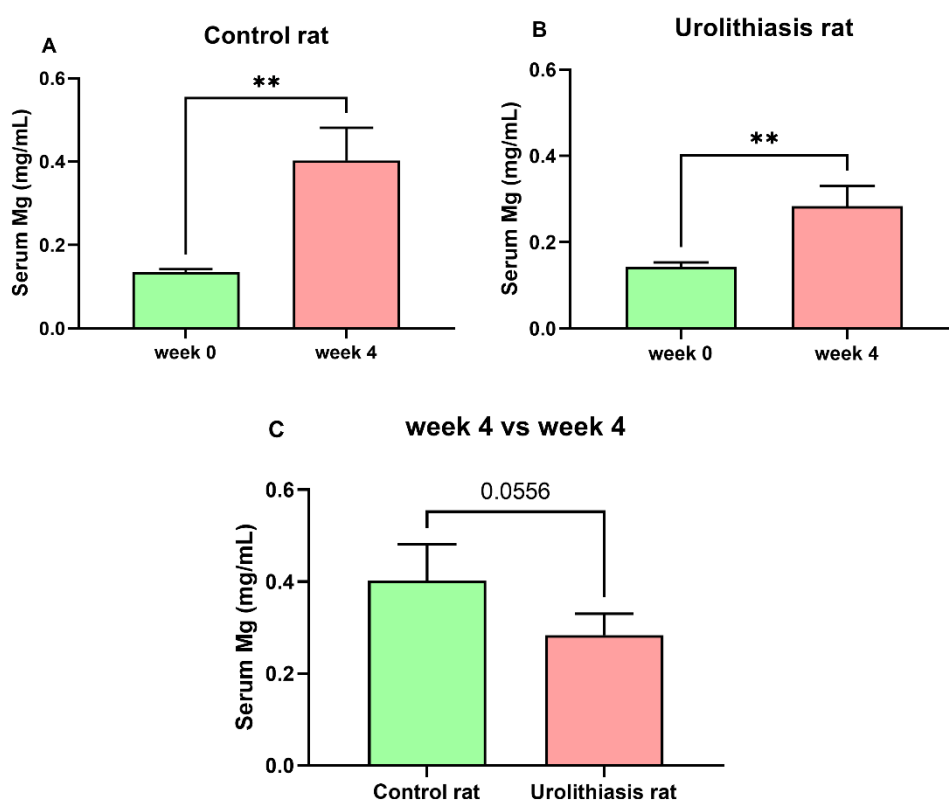 A
Control rat
Serum Mg (mg/mL)
0.6
0.4
0.2
0.0
**
week 0
week 4
B
Urolithiasis rat
Serum Mg (mg/mL)
0.6
0.4
0.2
0.0
**
week 0
week 4
C
week 4 vs week 4
Serum Mg (mg/mL)
0.6
0.4
0.2
0.0
0.0556
Control rat
Urolithiasis rat